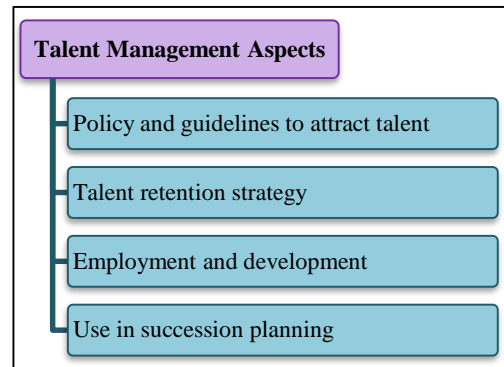 Talent Management Aspects
Policy and guidelines to attract talent
Talent retention strategy
Employment and development
Use in succession planning